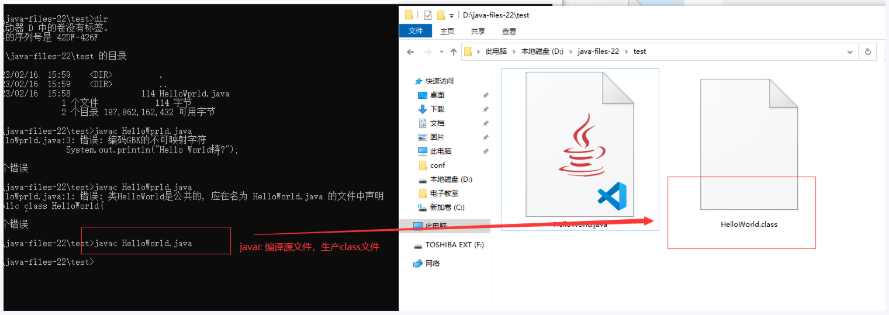 \java-files-22\test>dir
动器 D 中的卷没有标签。
的序列号是 42DF-426F
\java-files-22\test 的目录
23/02/16 15:59 <DIR> .
23/02/16 15:59 <DIR> ..
23/02/16 15:58 114 HelloWprld.java
1 个文件 114 字节
2 个目录 197,862,162,432 可用字节
\java-files-22\test>javac HelloWprld.java
loWprld.java:3: 错误: 编码GBK的不可映射字符
System.out.println("Hello World锛?");
个错误
\java-files-22\test>javac HelloWprld.java
loWprld.java:1: 错误: 类HelloWorld是公共的, 应在名为 HelloWorld.java 的文件中声明
blic class HelloWorld{
个错误
\java-files-22\test>javac HelloWorld.java
\java-files-22\test>
javac 编译源文件，生产class文件
D:\java-files-22\test
文件 主页 共享 查看
此电脑 本地磁盘 (D:) java-files-22 test
快速访问
桌面
下载
文档
图片
此电脑
conf
本地磁盘 (D:)
电子教室
新加卷 (C:)
此电脑
TOSHIBA EXT (F:)
网络
HelloWorld.java
HelloWorld.class